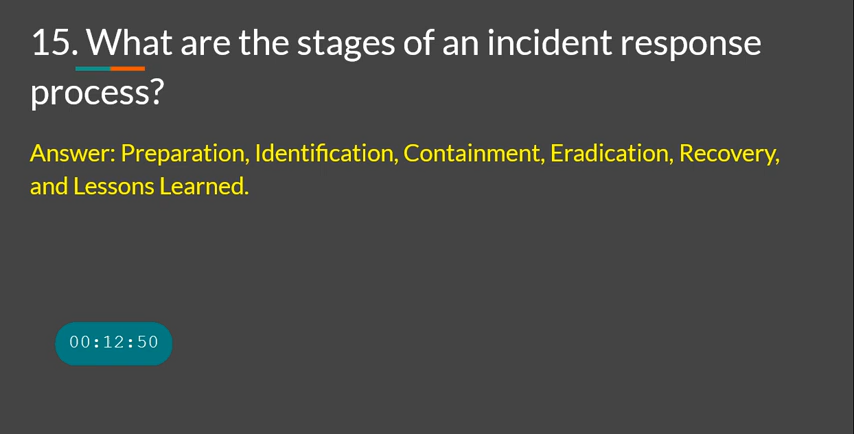 15. What are the stages of an incident response
process?
Answer: Preparation, Identification, Containment, Eradication, Recovery,
and Lessons Learned.
00:12:50